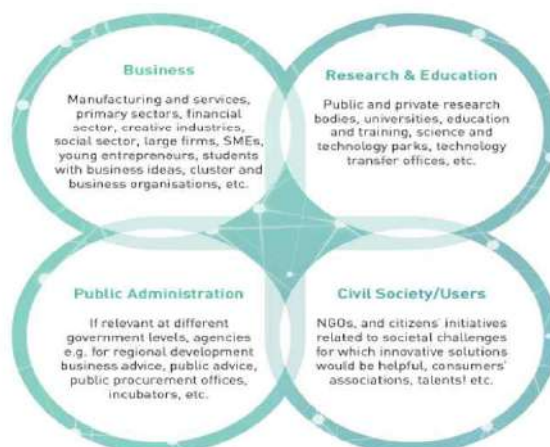 Business
Manufacturing and services,
primary sectors, financial
sector, creative industries,
social sector, large firms, SMEs,
young entrepreneurs, students
with business ideas, cluster and
business organisations, etc.
Research & Education
Public and private research
bodies, universities, education
and training, science and
technology parks, technology
transfer offices, etc.
Public Administration
If relevant at different
government levels, agencies
e.g. for regional development
business advice, public advice,
public procurement offices,
incubators, etc.
Civil Society/Users
NGOs, and citizens' initiatives
related to societal challenges
for which innovative solutions
would be helpful, consumers'
associations, talents! etc.